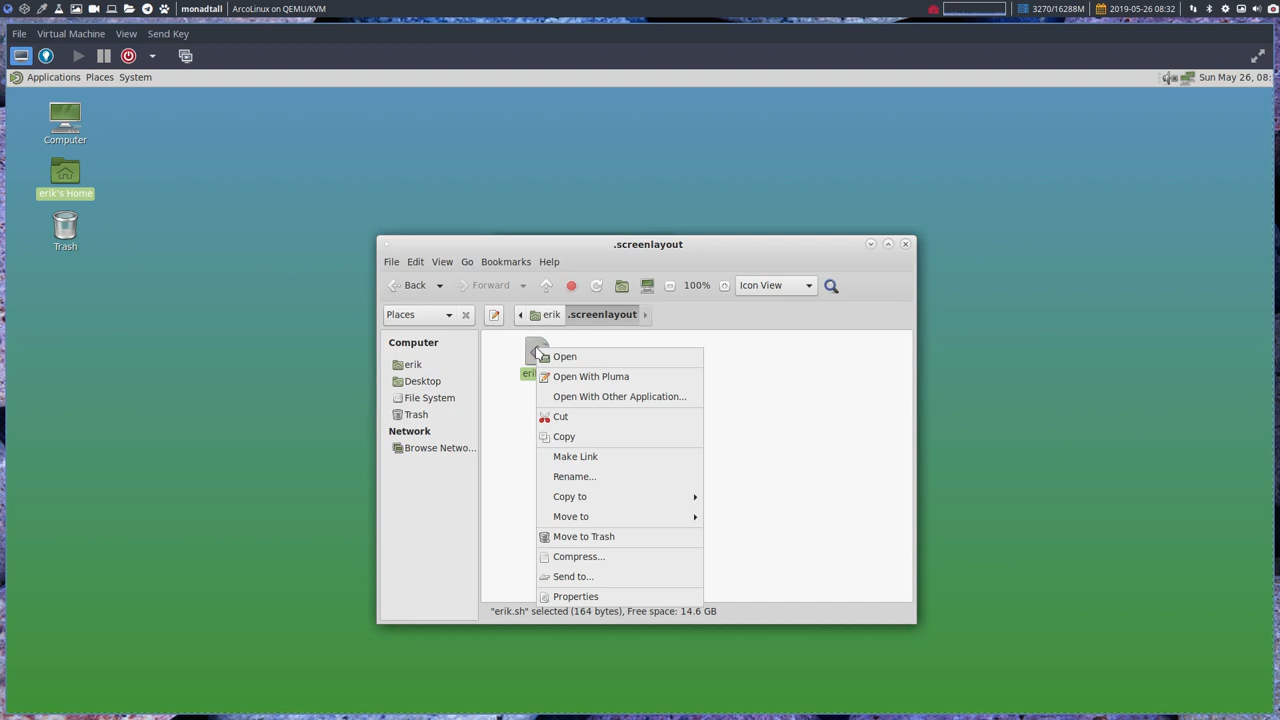 monadtall ArcoLinux on QEMU/KVM 3270/16288M 2019-05-26 08:32
File Virtual Machine View Send Key
Applications Places System Sun May 26, 08:
Computer
erik's Home
Trash
.screenlayout
File Edit View Go Bookmarks Help
Back Forward 100% Icon View
Places erik .screenlayout
Computer
erik
Desktop
File System
Trash
Network
Browse Netwo...
eri
Open
Open With Pluma
Open With Other Application...
Cut
Copy
Make Link
Rename...
Copy to
Move to
Move to Trash
Compress...
Send to...
Properties
"erik.sh" selected (164 bytes), Free space: 14.6 GB